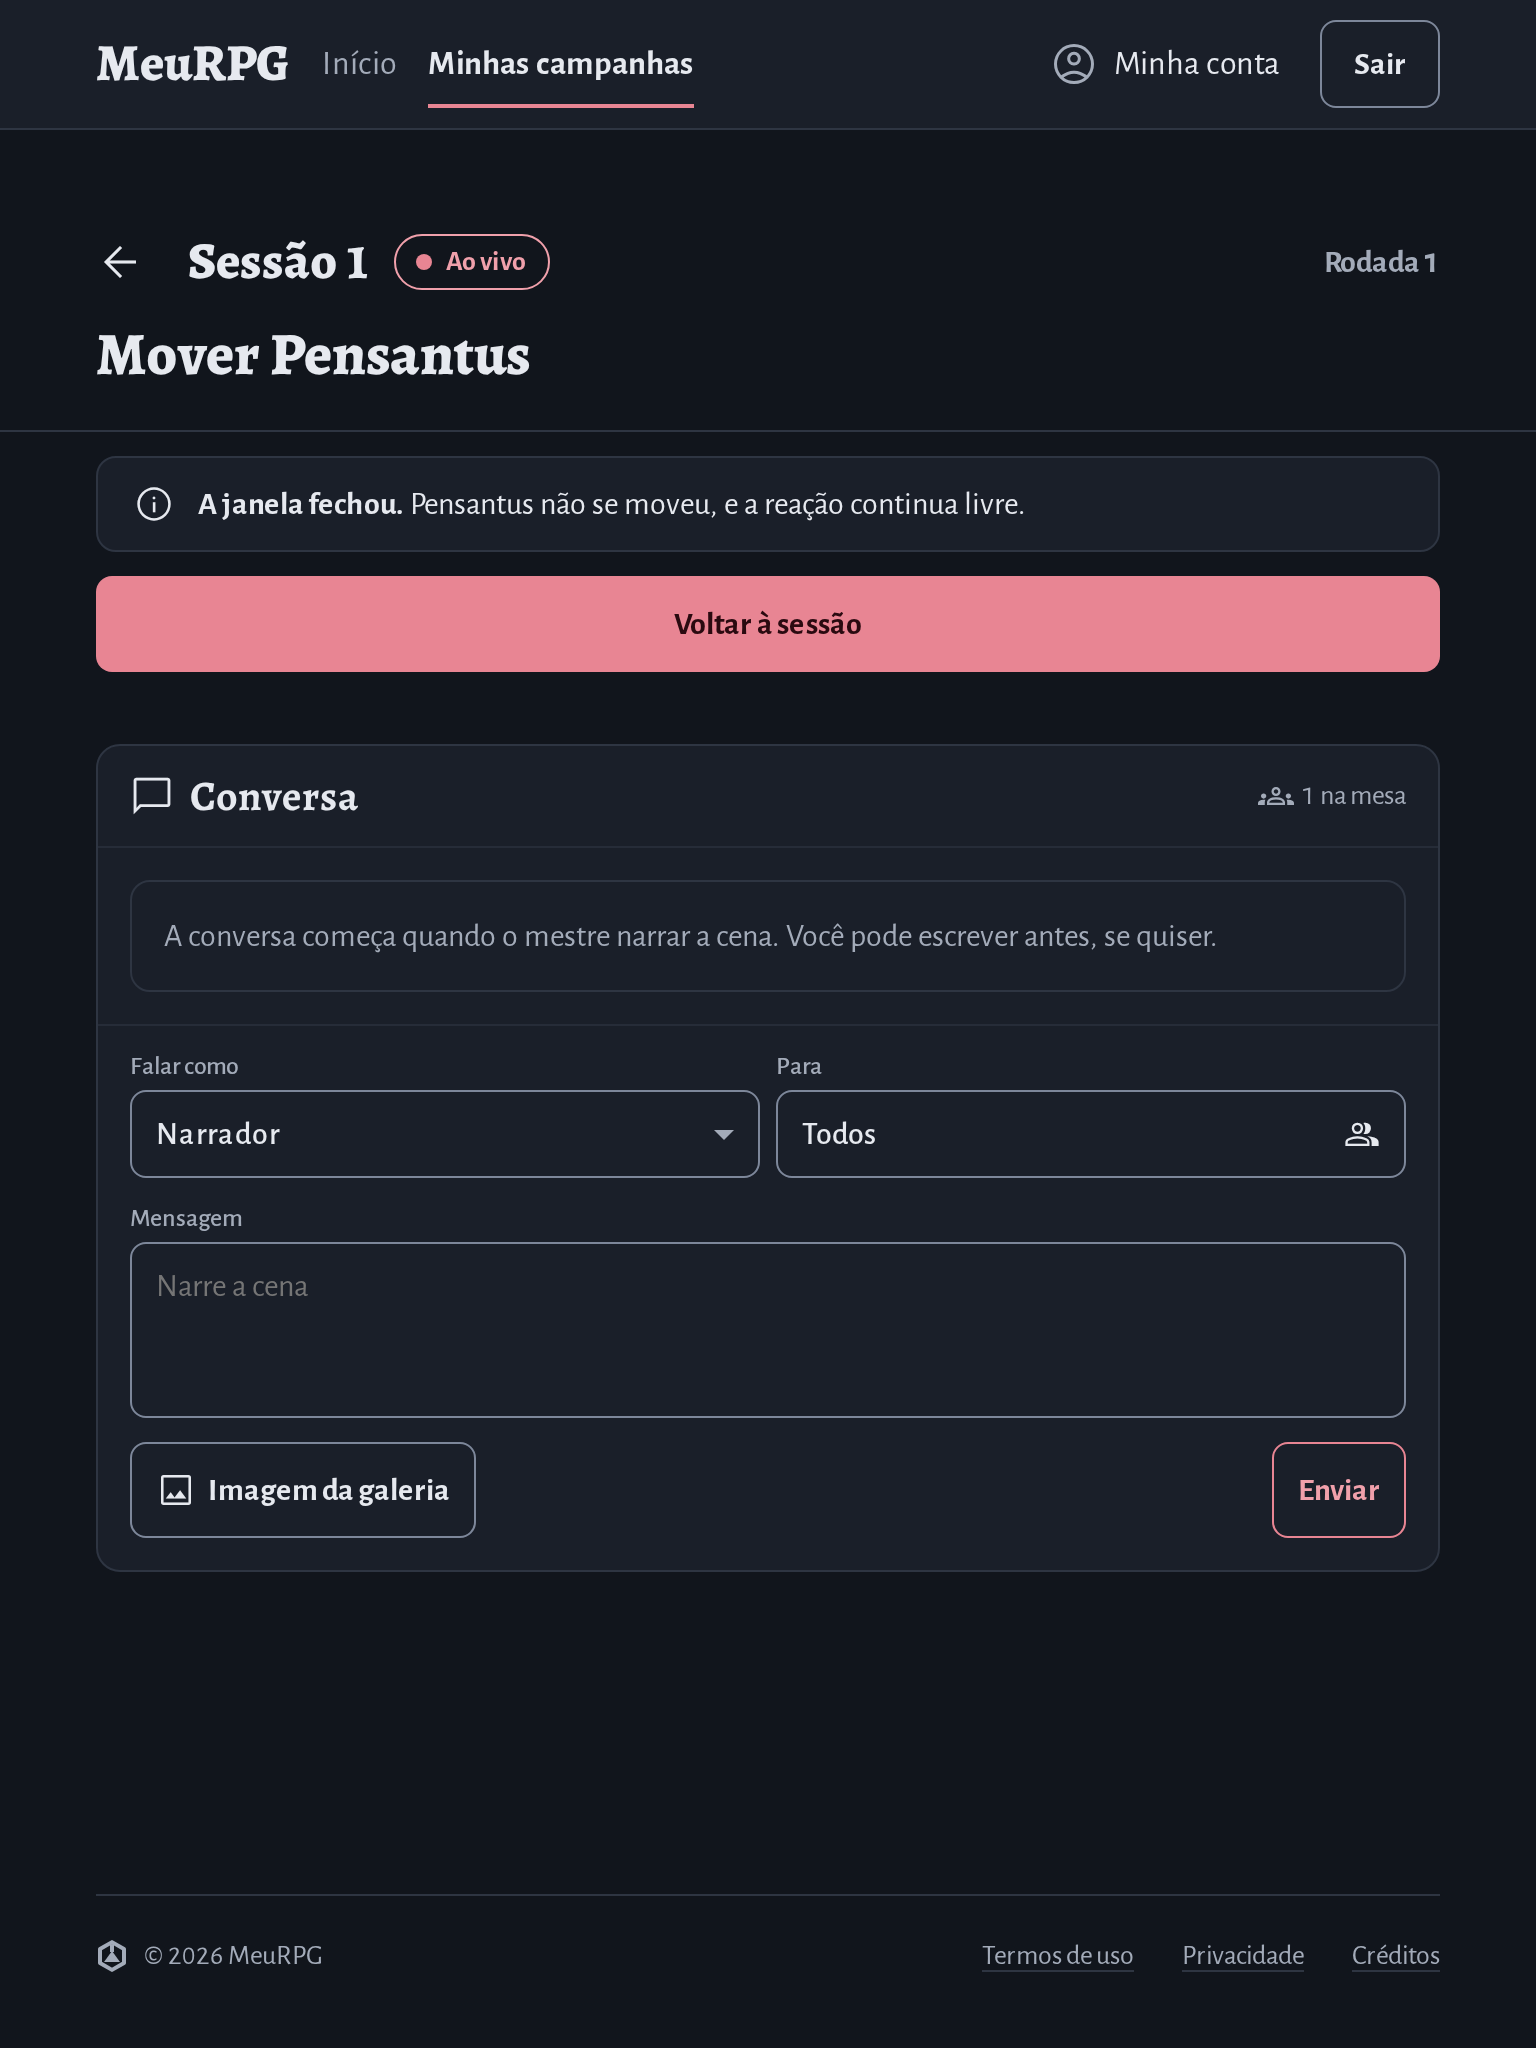 MeuRPG Início Minhas campanhas Minha conta Sair
Sessão 1 Ao vivo Rodada 1
Mover Pensantus
A janela fechou. Pensantus não se moveu, e a reação continua livre.
Voltar à sessão
Conversa 1 na mesa
A conversa começa quando o mestre narrar a cena. Você pode escrever antes, se quiser.
Falar como Para
Narrador Todos
Mensagem
Narre a cena
Imagem da galeria Enviar
© 2026 MeuRPG Termos de uso Privacidade Créditos